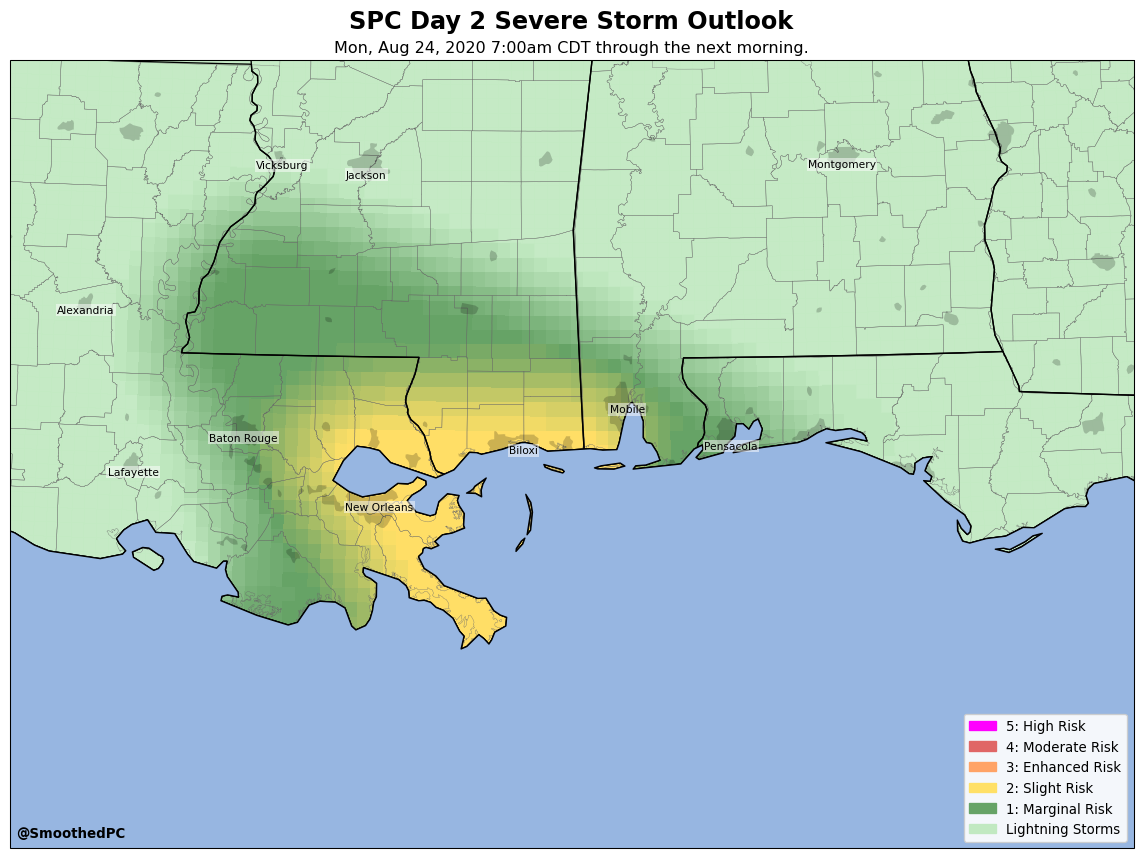 SPC Day 2 Severe Storm Outlook
Mon, Aug 24, 2020 7:00am CDT through the next morning.
Vicksburg
Jackson
Montgomery
Alexandria
Mobile
Baton Rouge
Pensacola
Biloxi
Lafayette
New Orleans
5: High Risk
4: Moderate Risk
3: Enhanced Risk
2: Slight Risk
1: Marginal Risk
Lightning Storms
@SmoothedPC